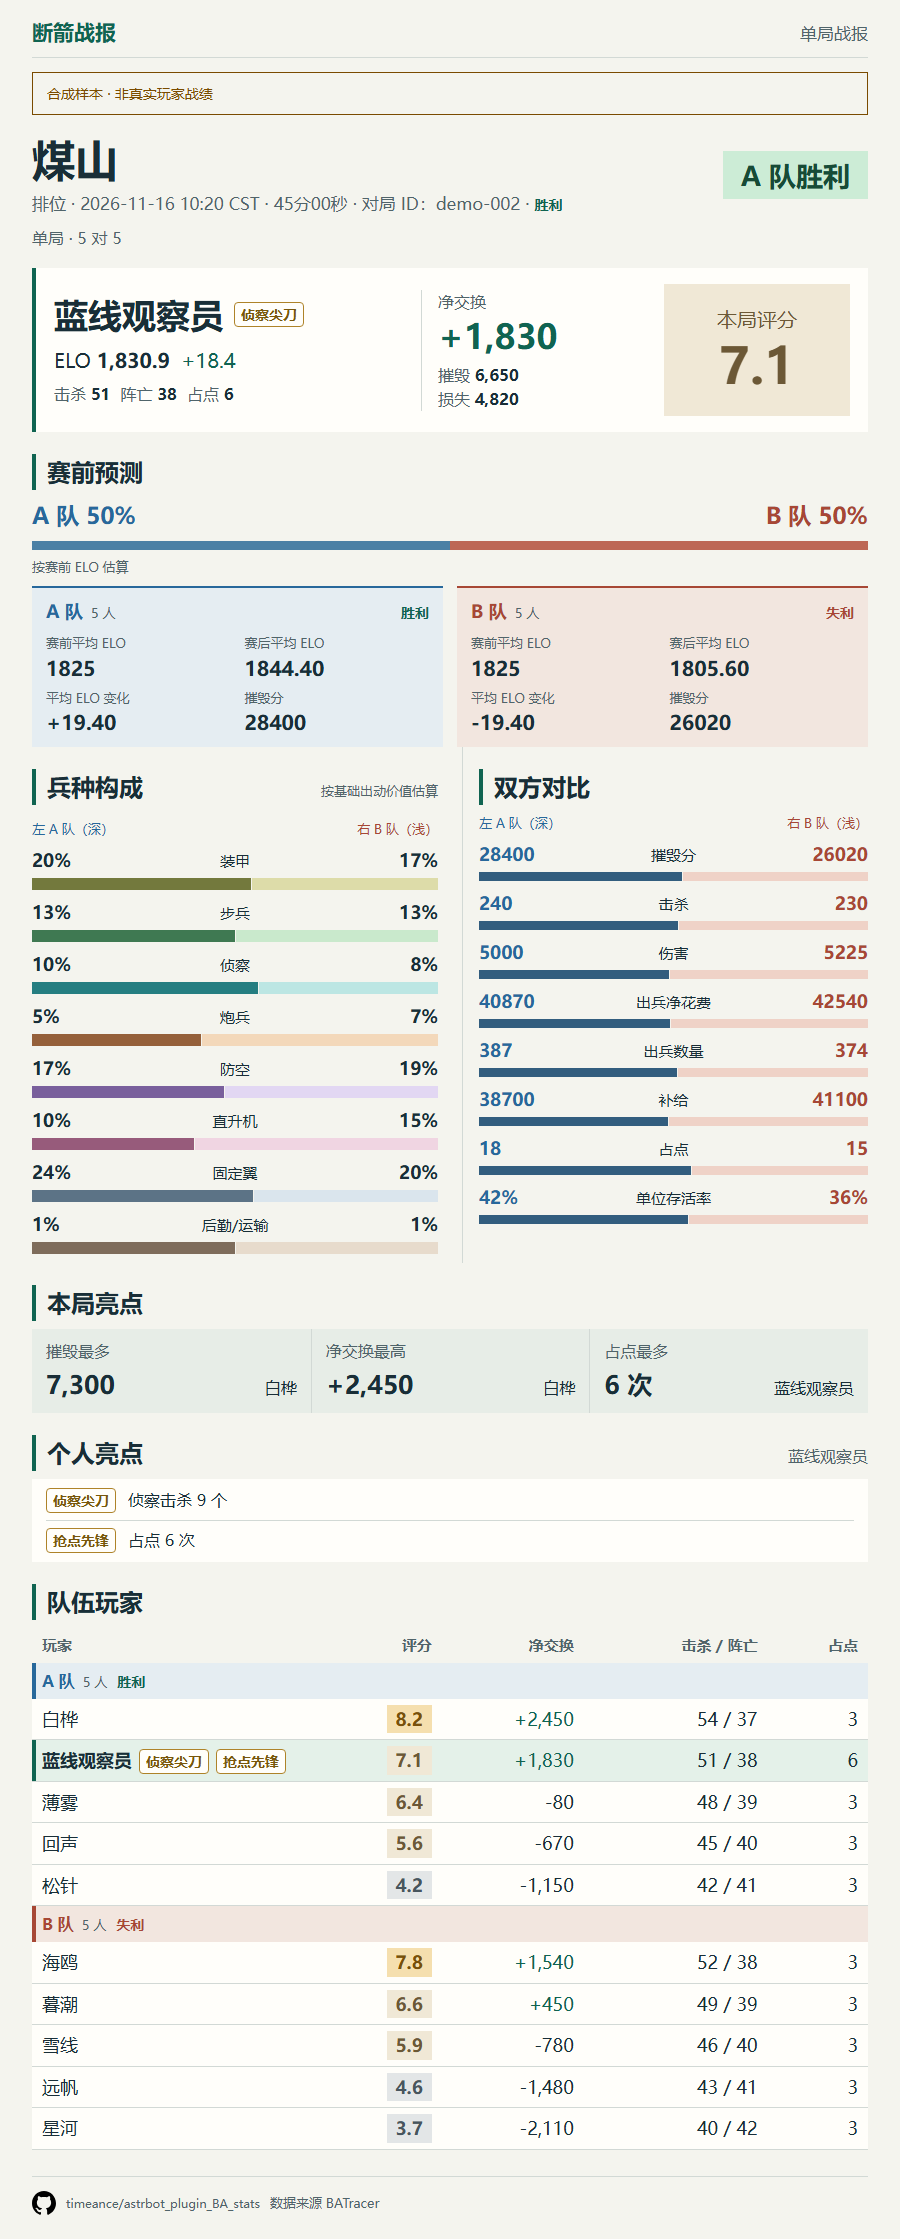 断箭战报 单局战报
合成样本 · 非真实玩家战绩
煤山
A 队胜利
排位 · 2026-11-16 10:20 CST · 45分00秒 · 对局 ID：demo-002 · 胜利
单局 · 5 对 5
蓝线观察员 侦察尖刀
ELO 1,830.9 +18.4
击杀 51 阵亡 38 占点 6
净交换
+1,830
摧毁 6,650
损失 4,820
本局评分
7.1
赛前预测
A 队 50% B 队 50%
按赛前 ELO 估算
A 队 5 人 胜利
赛前平均 ELO 赛后平均 ELO
1825 1844.40
平均 ELO 变化 摧毁分
+19.40 28400
B 队 5 人 失利
赛前平均 ELO 赛后平均 ELO
1825 1805.60
平均 ELO 变化 摧毁分
-19.40 26020
兵种构成 按基础出动价值估算
左 A 队（深） 右 B 队（浅）
20% 装甲 17%
13% 步兵 13%
10% 侦察 8%
5% 炮兵 7%
17% 防空 19%
10% 直升机 15%
24% 固定翼 20%
1% 后勤/运输 1%
双方对比
左 A 队（深） 右 B 队（浅）
28400 摧毁分 26020
240 击杀 230
5000 伤害 5225
40870 出兵净花费 42540
387 出兵数量 374
38700 补给 41100
18 占点 15
42% 单位存活率 36%
本局亮点
摧毁最多
7,300 白桦
净交换最高
+2,450 白桦
占点最多
6 次 蓝线观察员
个人亮点 蓝线观察员
侦察尖刀 侦察击杀 9 个
抢点先锋 占点 6 次
队伍玩家
玩家 评分 净交换 击杀 / 阵亡 占点
A 队 5 人 胜利
白桦 8.2 +2,450 54 / 37 3
蓝线观察员 侦察尖刀 抢点先锋 7.1 +1,830 51 / 38 6
薄雾 6.4 -80 48 / 39 3
回声 5.6 -670 45 / 40 3
松针 4.2 -1,150 42 / 41 3
B 队 5 人 失利
海鸥 7.8 +1,540 52 / 38 3
暮潮 6.6 +450 49 / 39 3
雪线 5.9 -780 46 / 40 3
远帆 4.6 -1,480 43 / 41 3
星河 3.7 -2,110 40 / 42 3
timeance/astrbot_plugin_BA_stats 数据来源 BATracer